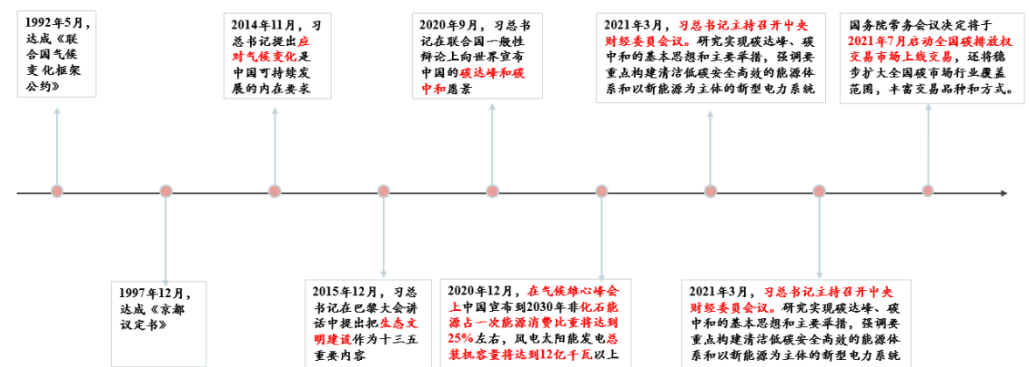 1992年5月，
达成《联
合国气候
变化框架
公约》
2014年11月，习
总书记提出应
对气候变化是
中国可持续发
展的内在要求
2020年9月，习总书
记在联合国一般性
辩论上向世界宣布
中国的碳达峰和碳
中和愿景
2021年3月，习总书记主持召开中央
财经委员会议。研究实现碳达峰、碳
中和的基本思想和主要举措，强调要
重点构建清洁低碳安全高效的能源体
系和以新能源为主体的新型电力系统
国务院常务会议决定将于
2021年7月启动全国碳排放权
交易市场上线交易，还将稳
步扩大全国碳市场行业覆盖
范围，丰富交易品种和方式。
1997年12月，
达成《京都
议定书》
2015年12月，习总
书记在巴黎大会讲
话中提出把生态文
明建设作为十三五
重要内容
2020年12月，在气候雄心峰会
上中国宣布到2030年非化石能
源占一次能源消费比重将达到
25%左右，风电太阳能发电总
装机容量将达到12亿千瓦以上
2021年3月，习总书记主持召开中央
财经委员会议。研究实现碳达峰、碳
中和的基本思想和主要举措，强调要
重点构建清洁低碳安全高效的能源体
系和以新能源为主体的新型电力系统